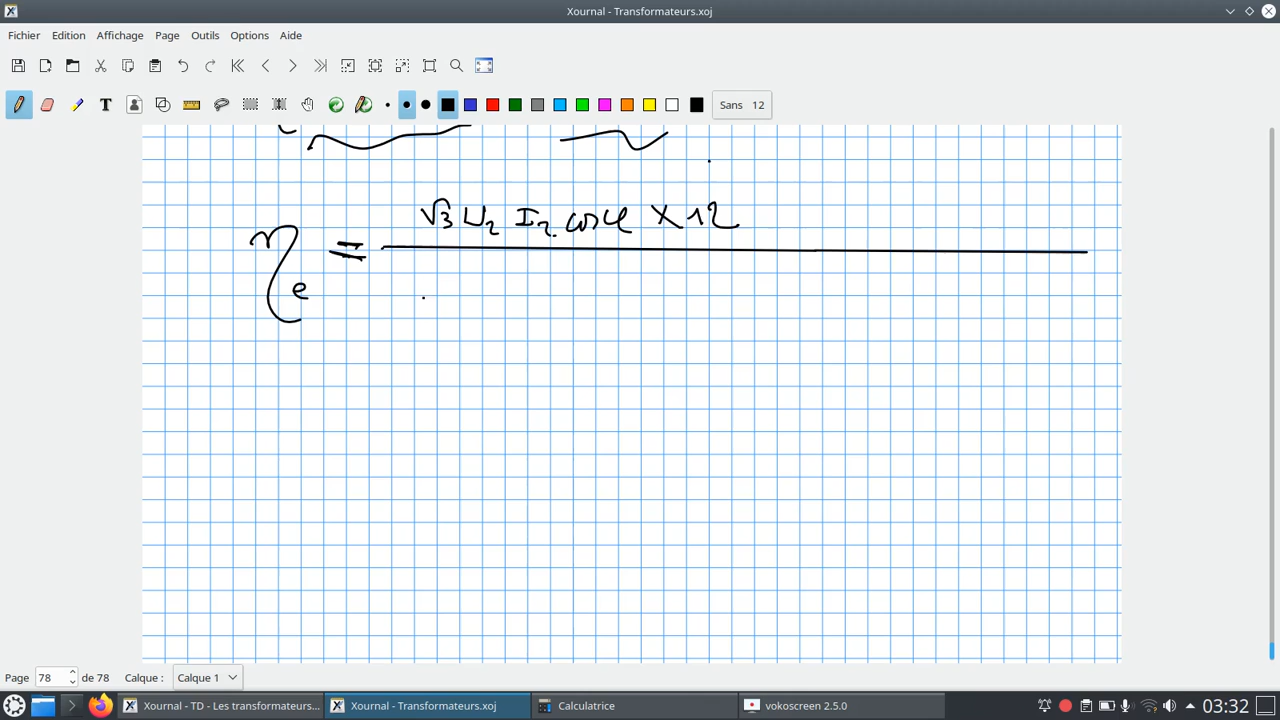 Xournal - Transformateurs.xoj
Fichier Edition Affichage Page Outils Options Aide
T Sans 12
√3 U₂ I₂ cosφ X 12
η e =
Page 78 de 78 Calque : Calque 1
Xournal - TD - Les transformateurs... Xournal - Transformateurs.xoj Calculatrice vokoscreen 2.5.0 03:32